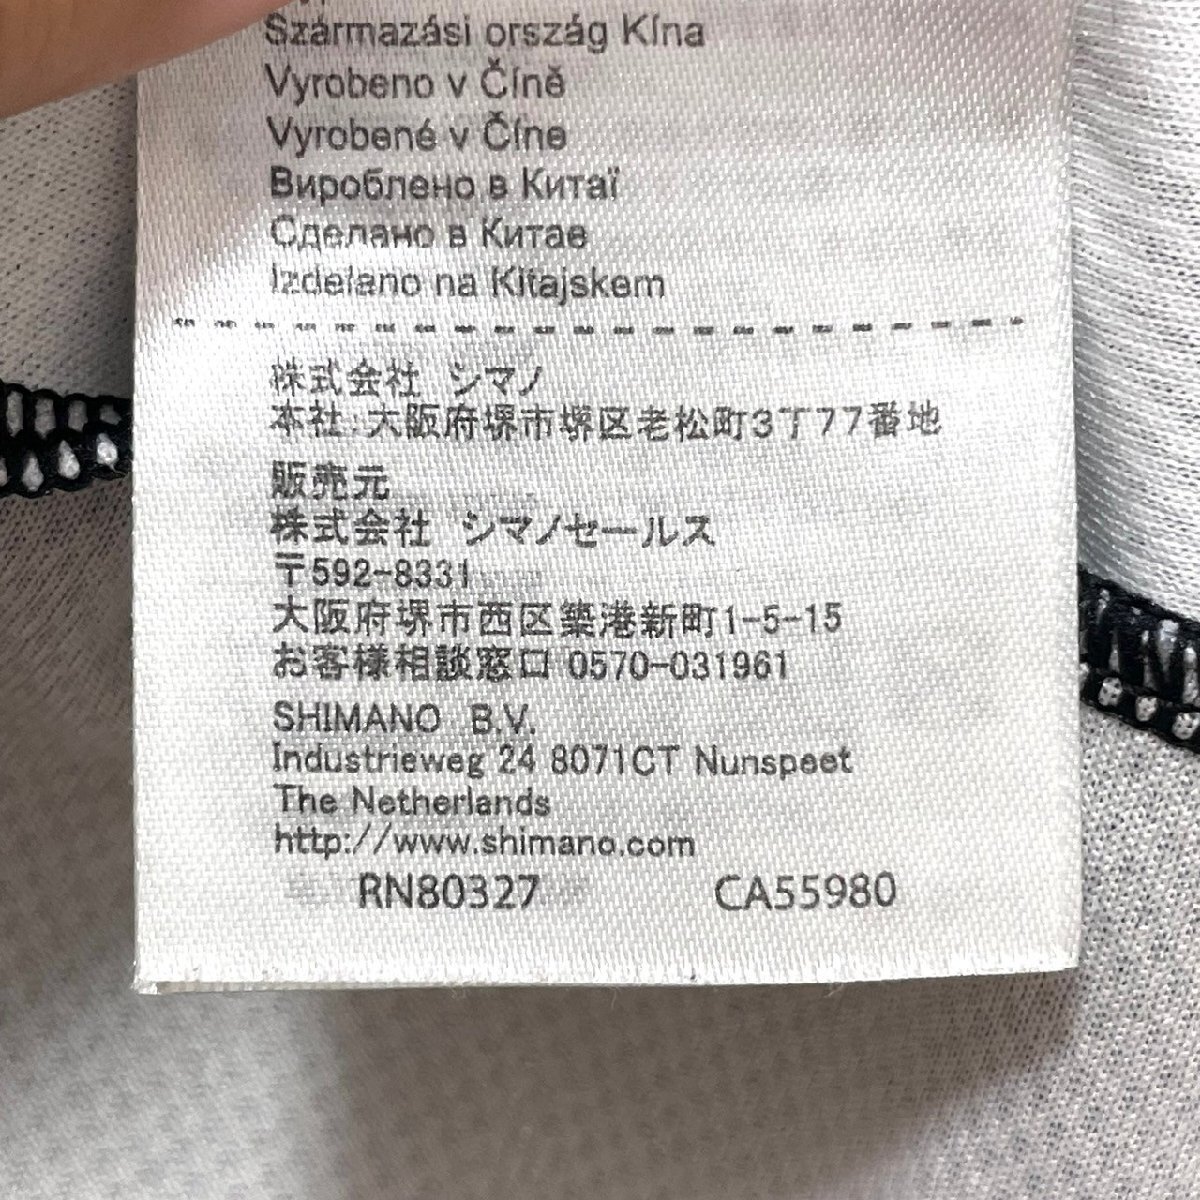 Származási ország Kína
Vyrobeno v Číně
Vyrobené v Číne
Вироблено в Китаї
Сделано в Китае
Izdelano na Kitajskem
株式会社 シマノ
本社:大阪府堺市堺区老松町3丁77番地
販売元
株式会社 シマノセールス
〒592-8331
大阪府堺市西区築港新町1-5-15
お客様相談窓口 0570-031961
SHIMANO B.V.
Industrieweg 24 8071CT Nunspeet
The Netherlands
http://www.shimano.com
RN80327 CA55980